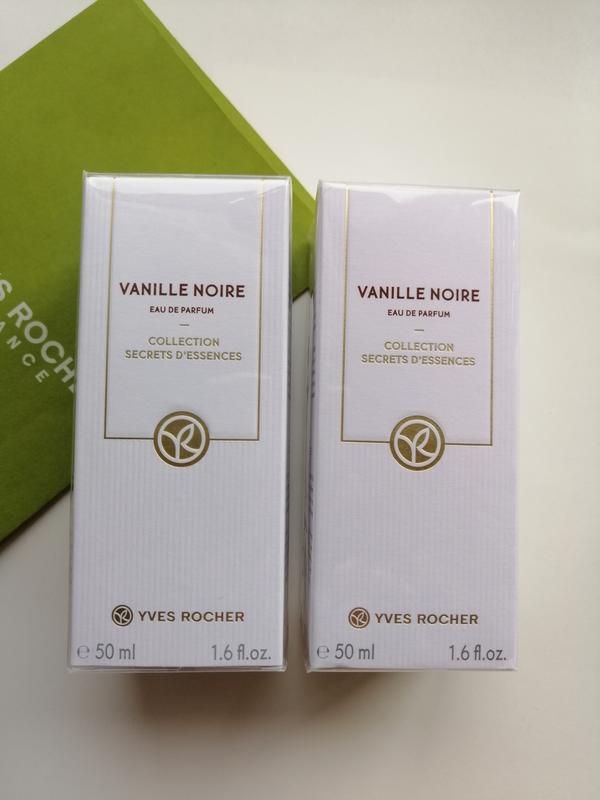 VANILLE NOIRE
EAU DE PARFUM
COLLECTION
SECRETS D'ESSENCES
YVES ROCHER
℮ 50 ml 1.6 fl.oz.
VANILLE NOIRE
EAU DE PARFUM
COLLECTION
SECRETS D'ESSENCES
YVES ROCHER
℮ 50 ml 1.6 fl.oz.